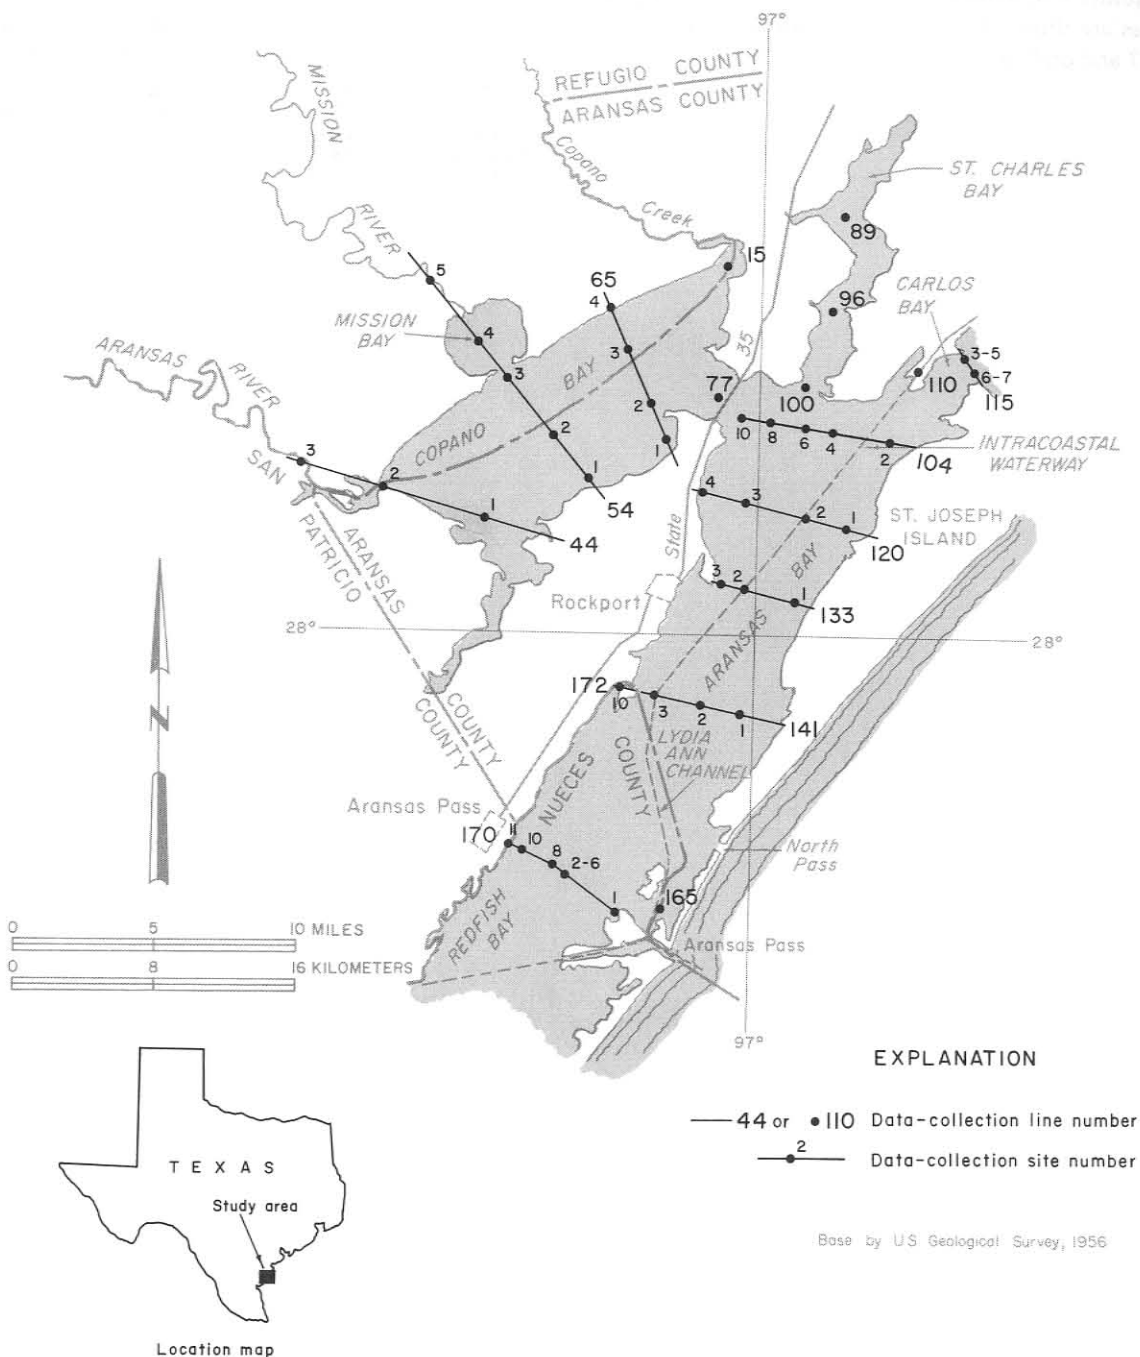 97°
REFUGIO COUNTY
ARANSAS COUNTY
MISSION
RIVER
Copano
Creek
ST. CHARLES
BAY
89
15
65
5
4
96
CARLOS
BAY
MISSION
BAY
4
3
35
3-5
ARANSAS
RIVER
3
BAY
77
110
6-7
100
115
2
2
10
8
6
4
2
INTRACOASTAL
WATERWAY
104
3
SAN
COPANO
1
1
2
54
4
3
2
1
ST. JOSEPH
ISLAND
120
1
44
PATRICIO
ARANSAS
State
BAY
3
2
1
Rockport
133
28°
28°
ARANSAS
COUNTY
COUNTY
172
10
3
2
1
141
LYDIA
ANN
CHANNEL
N
NUECES
COUNTY
Aransas Pass
170
11
10
8
2-6
1
North
Pass
165
REDFISH
BAY
Aransas Pass
0 5 10 MILES
0 8 16 KILOMETERS
97°
EXPLANATION
44 or 110 Data-collection line number
2
Data-collection site number
TEXAS
Study area
Base by U.S. Geological Survey, 1956
Location map